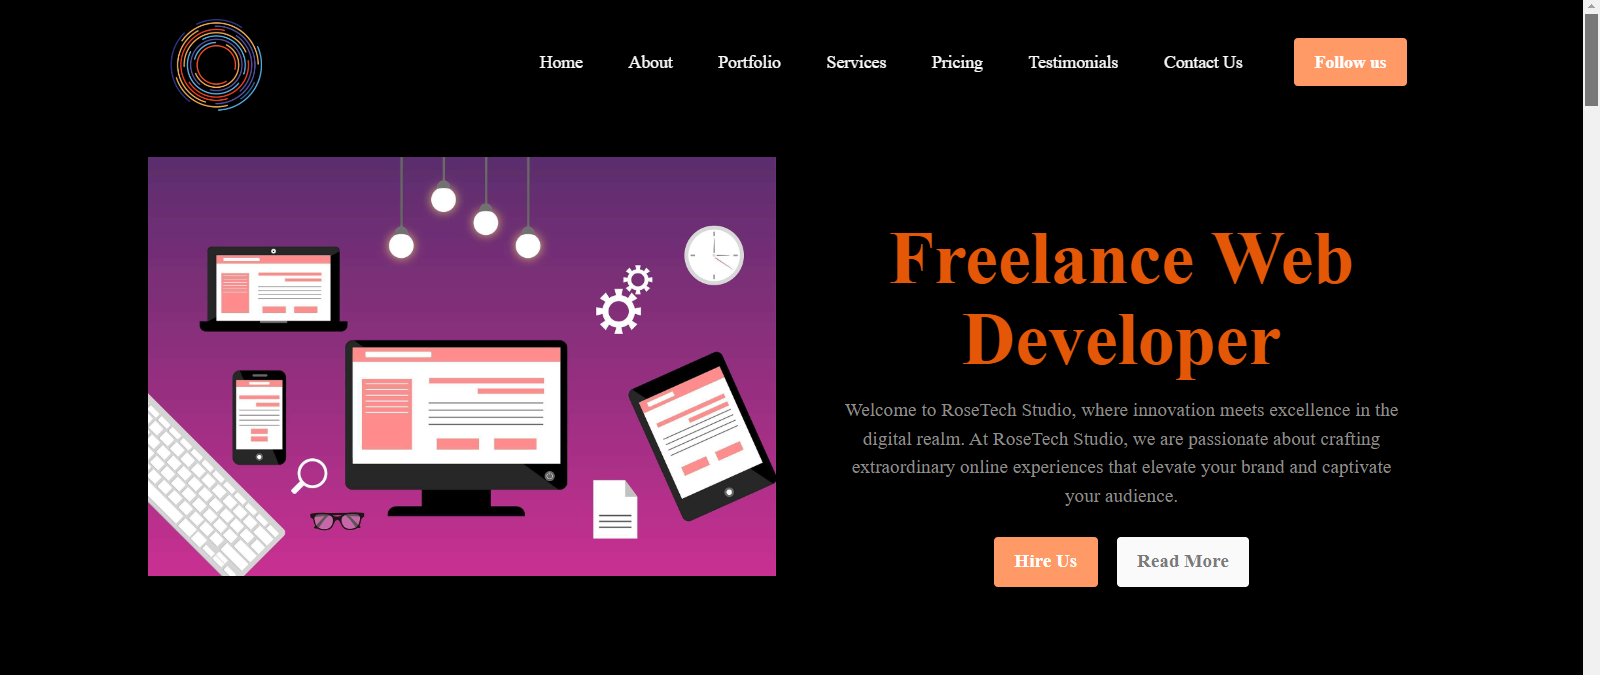 Home About Portfolio Services Pricing Testimonials Contact Us Follow us
Freelance Web
Developer
Welcome to RoseTech Studio, where innovation meets excellence in the
digital realm. At RoseTech Studio, we are passionate about crafting
extraordinary online experiences that elevate your brand and captivate
your audience.
Hire Us Read More